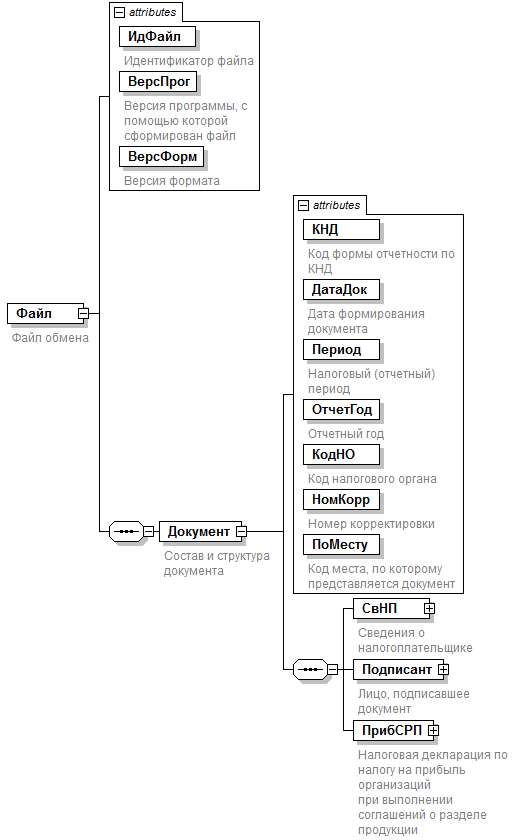 attributes
ИдФайл
Идентификатор файла
ВерсПрог
Версия программы, с
помощью которой
сформирован файл
ВерсФорм
Версия формата
Файл
Файл обмена
Документ
Состав и структура
документа
attributes
КНД
Код формы отчетности по
КНД
ДатаДок
Дата формирования
документа
Период
Налоговый (отчетный)
период
ОтчетГод
Отчетный год
КодНО
Код налогового органа
НомКорр
Номер корректировки
ПоМесту
Код места, по которому
представляется документ
СвНП
Сведения о
налогоплательщике
Подписант
Лицо, подписавшее
документ
ПрибСРП
Налоговая декларация по
налогу на прибыль
организаций
при выполнении
соглашений о разделе
продукции